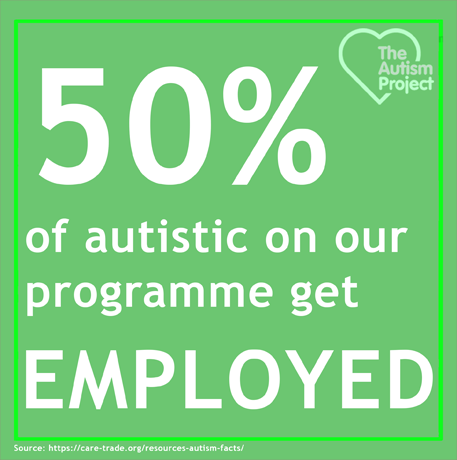 The
Autism
Project
50%
of autistic on our
programme get
EMPLOYED
Source: https://care-trade.org/resources-autism-facts/